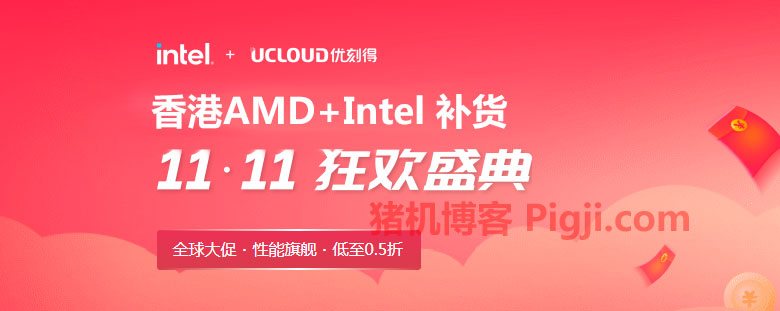 intel. + UCLOUD优刻得
香港AMD+Intel 补货
11·11 狂欢盛典
猪机博客 Pigji.com
全球大促·性能旗舰·低至0.5折
¥